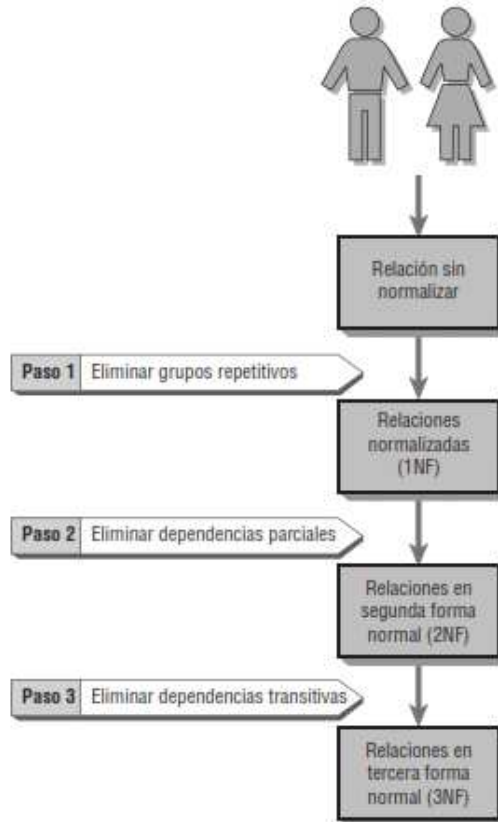 Relación sin
normalizar
Paso 1 Eliminar grupos repetitivos
Relaciones
normalizadas
(1NF)
Paso 2 Eliminar dependencias parciales
Relaciones en
segunda forma
normal (2NF)
Paso 3 Eliminar dependencias transitivas
Relaciones en
tercera forma
normal (3NF)